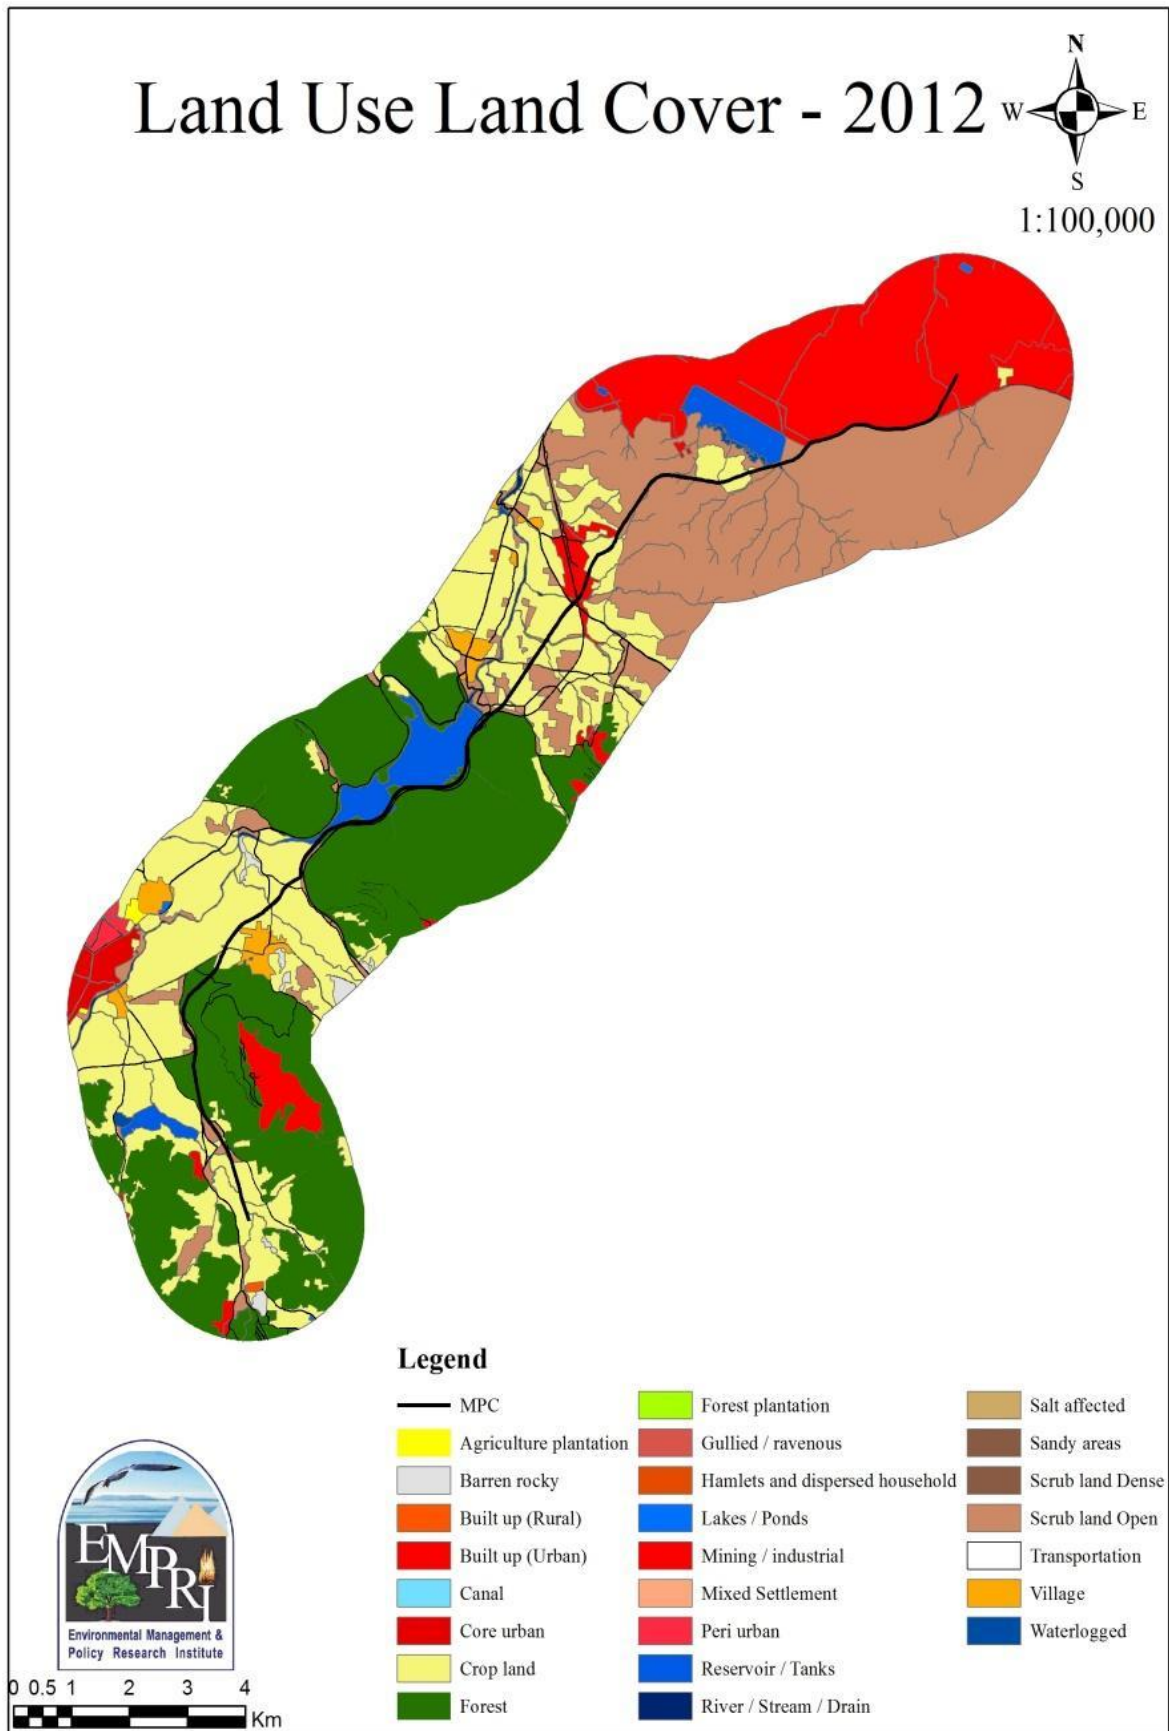 N
Land Use Land Cover - 2012
W E
S
1:100,000
Legend
MPC
Agriculture plantation
Barren rocky
Built up (Rural)
Built up (Urban)
Canal
Core urban
Crop land
Forest
Forest plantation
Gullied / ravenous
Hamlets and dispersed household
Lakes / Ponds
Mining / industrial
Mixed Settlement
Peri urban
Reservoir / Tanks
River / Stream / Drain
Salt affected
Sandy areas
Scrub land Dense
Scrub land Open
Transportation
Village
Waterlogged
EMPRI
Environmental Management &
Policy Research Institute
0 0.5 1 2 3 4
Km